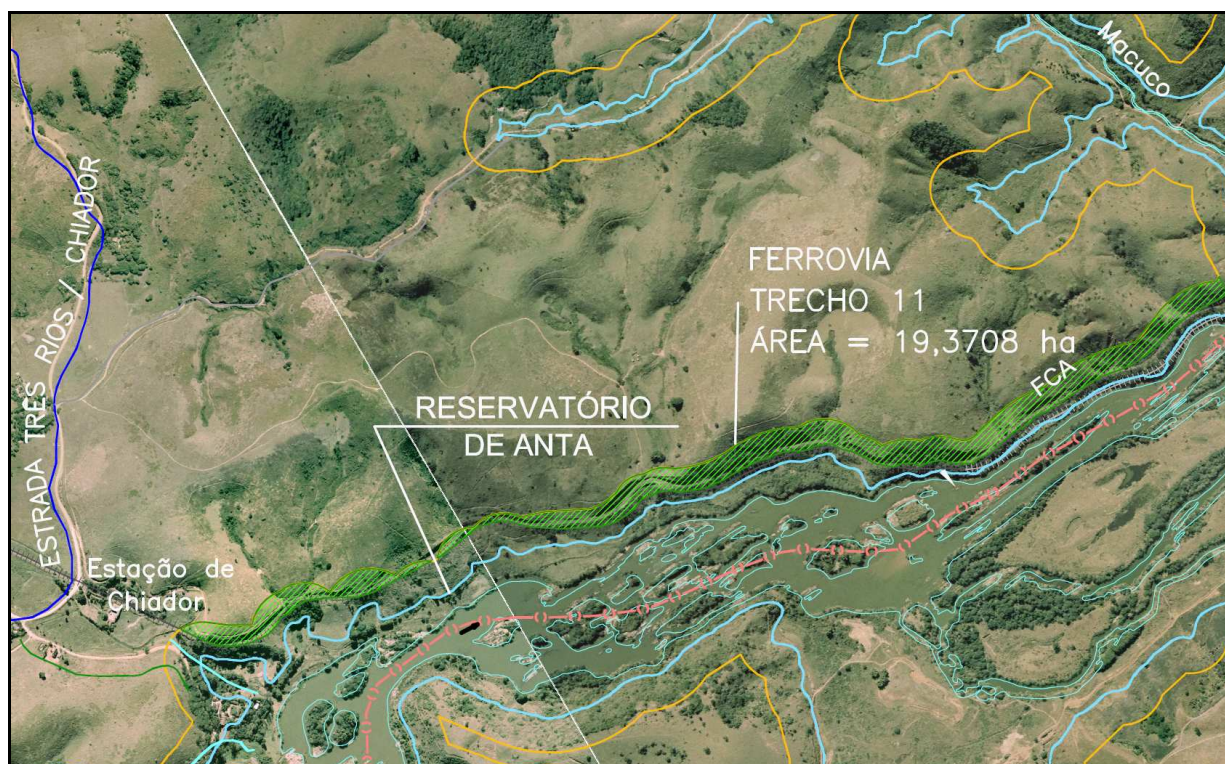 Macuco
ESTRADA TRÊS RIOS / CHIADOR
FERROVIA
TRECHO 11
ÁREA = 19,3708 ha
FCA
RESERVATÓRIO
DE ANTA
Estação de
Chiador